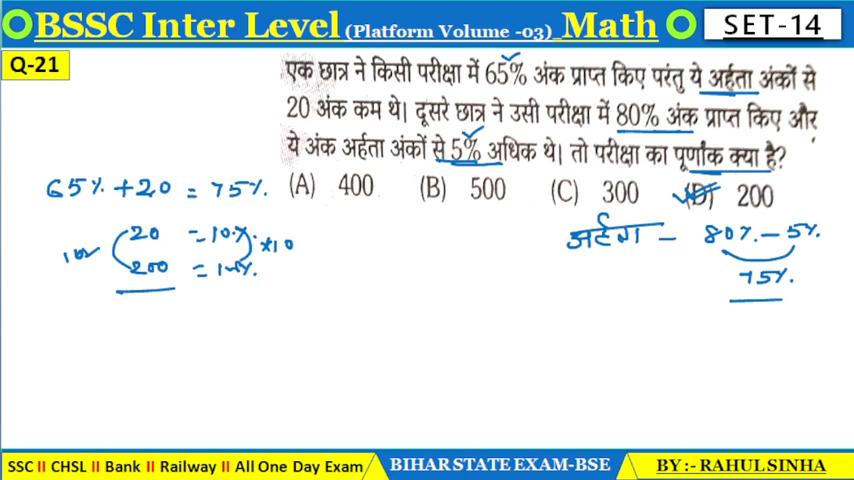 BSSC Inter Level (Platform Volume -03) Math
SET-14
Q-21
एक छात्र ने किसी परीक्षा में 65% अंक प्राप्त किए परंतु ये अर्हता अंकों से
20 अंक कम थे। दूसरे छात्र ने उसी परीक्षा में 80% अंक प्राप्त किए और
ये अंक अर्हता अंकों से 5% अधिक थे। तो परीक्षा का पूर्णांक क्या है?
(A) 400 (B) 500 (C) 300 (D) 200
65% + 20 = 75%
20 = 10%
*10
200 = 100%
अर्हता – 80% – 5%
75%
SSC II CHSL II Bank II Railway II All One Day Exam
BIHAR STATE EXAM-BSE
BY :- RAHUL SINHA